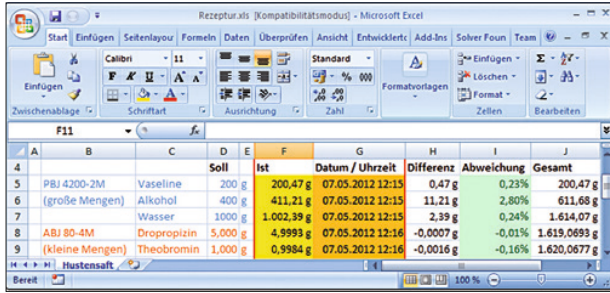 Rezeptur.xls [Kompatibilitätsmodus] - Microsoft Excel
Start Einfügen Seitenlayou Formeln Daten Überprüfen Ansicht Entwicklerto Add-Ins Solver Foun Team
Calibri 11 Standard Einfügen
F K U A A % 000 Löschen
Einfügen Formatvorlagen Format
Zwischenablage Schriftart Ausrichtung Zahl Zellen Bearbeiten
F11 fx
A B C D E F G H I J
4 Soll Ist Datum / Uhrzeit Differenz Abweichung Gesamt
5 PBJ 4200-2M Vaseline 200 g 200,47 g 07.05.2012 12:15 0,47 g 0,23% 200,47 g
6 (große Mengen) Alkohol 400 g 411,21 g 07.05.2012 12:15 11,21 g 2,80% 611,68 g
7 Wasser 1000 g 1.002,39 g 07.05.2012 12:15 2,39 g 0,24% 1.614,07 g
8 ABJ 80-4M Dropropizin 5,000 g 4,9993 g 07.05.2012 12:16 -0,0007 g -0,01% 1.619,0693 g
9 (kleine Mengen) Theobromin 1,000 g 0,9984 g 07.05.2012 12:16 -0,0016 g -0,16% 1.620,0677 g
Hustensaft
Bereit 100 %